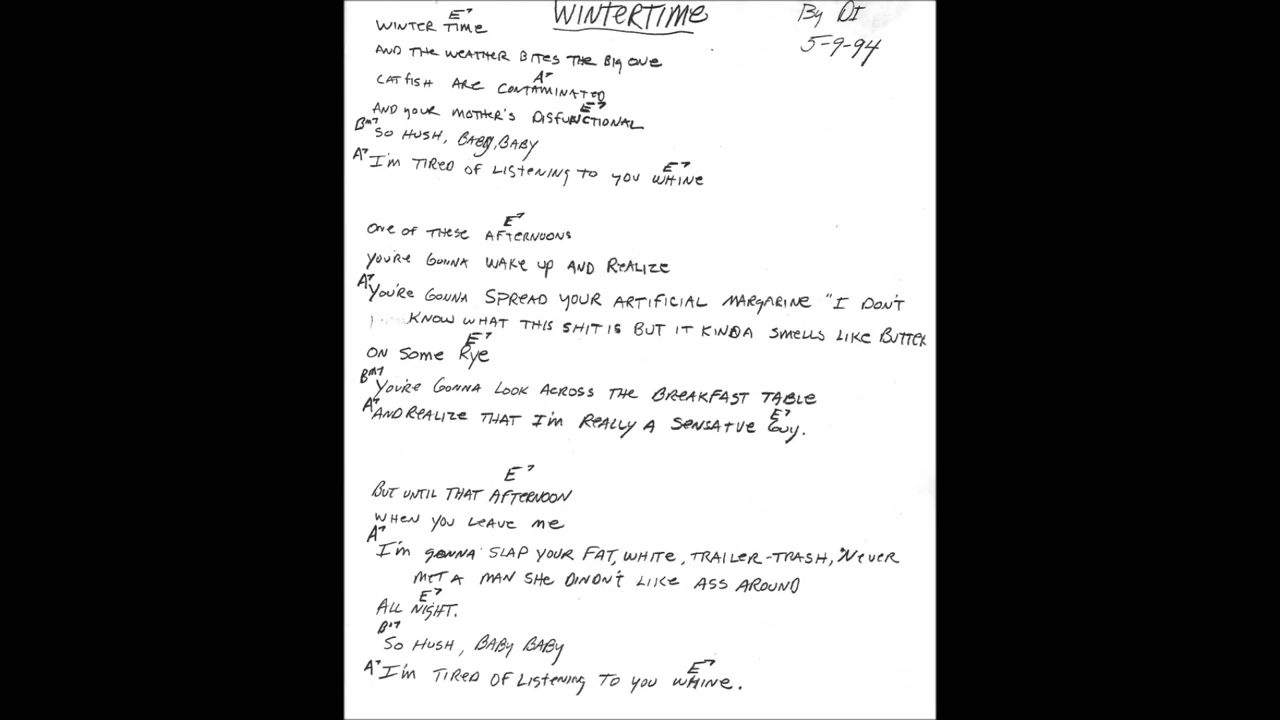 WINTERTIME
By DI
5-9-94
E7
WINTER TIME
AND THE WEATHER BITES THE BIG ONE
A7
CATFISH ARE CONTAMINATED
E7
AND YOUR MOTHER'S DISFUNCTIONAL
Bm7
SO HUSH, BABY, BABY
A7 E7
I'M TIRED OF LISTENING TO YOU WHINE
E7
ONE OF THESE AFTERNOONS
YOU'RE GONNA WAKE UP AND REALIZE
A7
YOU'RE GONNA SPREAD YOUR ARTIFICIAL MARGARINE "I DON'T
KNOW WHAT THIS SHIT IS BUT IT KINDA SMELLS LIKE BUTTER
E7
ON SOME RYE
Bm7
YOU'RE GONNA LOOK ACROSS THE BREAKFAST TABLE
A7 E7
AND REALIZE THAT I'M REALLY A SENSATVE GUY.
E7
BUT UNTIL THAT AFTERNOON
WHEN YOU LEAVE ME
A7
I'M GONNA SLAP YOUR FAT, WHITE, TRAILER-TRASH, "NEVER
MET A MAN SHE DIDN'T LIKE ASS AROUND
E7
ALL NIGHT.
Bm7
SO HUSH, BABY BABY
A7 E7
I'M TIRED OF LISTENING TO YOU WHINE.